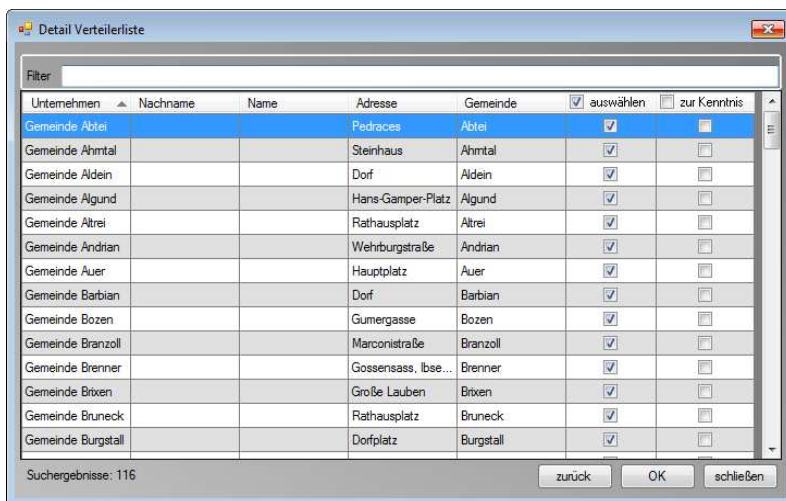 Detail Verteilerliste
Filter
Unternehmen Nachname Name Adresse Gemeinde auswählen zur Kenntnis
Gemeinde Abtei Pedraces Abtei
Gemeinde Ahrntal Steinhaus Ahrntal
Gemeinde Aldein Dorf Aldein
Gemeinde Algund Hans-Gamper-Platz Algund
Gemeinde Altrei Rathausplatz Altrei
Gemeinde Andrian Wehrburgstraße Andrian
Gemeinde Auer Hauptplatz Auer
Gemeinde Barbian Dorf Barbian
Gemeinde Bozen Gumergasse Bozen
Gemeinde Branzoll Marconistraße Branzoll
Gemeinde Brenner Gossensass, Ibse... Brenner
Gemeinde Brixen Große Lauben Brixen
Gemeinde Bruneck Rathausplatz Bruneck
Gemeinde Burgstall Dorfplatz Burgstall
Suchergebnisse: 116 zurück OK schließen